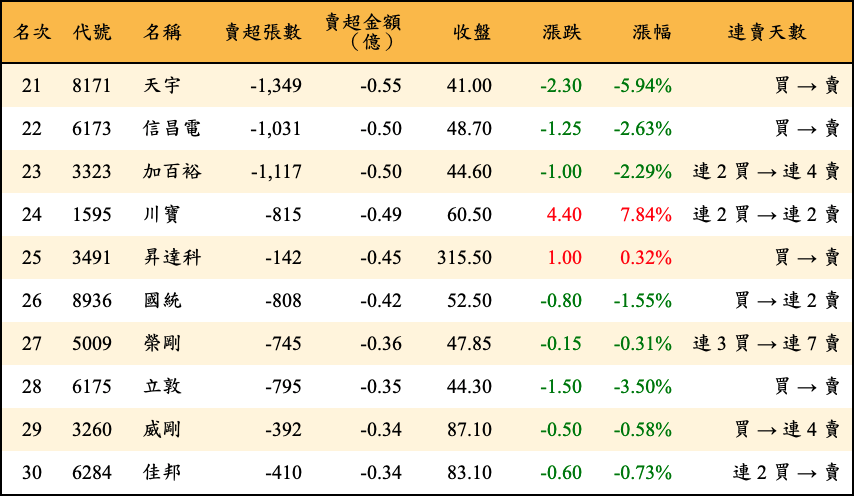 名次 代號 名稱 賣超張數 賣超金額（億） 收盤 漲跌 漲幅 連賣天數
21 8171 天宇 -1,349 -0.55 41.00 -2.30 -5.94% 買→賣
22 6173 信昌電 -1,031 -0.50 48.70 -1.25 -2.63% 買→賣
23 3323 加百裕 -1,117 -0.50 44.60 -1.00 -2.29% 連 2 買→連 4 賣
24 1595 川寶 -815 -0.49 60.50 4.40 7.84% 連 2 買→連 2 賣
25 3491 昇達科 -142 -0.45 315.50 1.00 0.32% 買→賣
26 8936 國統 -808 -0.42 52.50 -0.80 -1.55% 買→連 2 賣
27 5009 榮剛 -745 -0.36 47.85 -0.15 -0.31% 連 3 買→連 7 賣
28 6175 立敦 -795 -0.35 44.30 -1.50 -3.50% 買→賣
29 3260 威剛 -392 -0.34 87.10 -0.50 -0.58% 買→連 4 賣
30 6284 佳邦 -410 -0.34 83.10 -0.60 -0.73% 連 2 買→賣